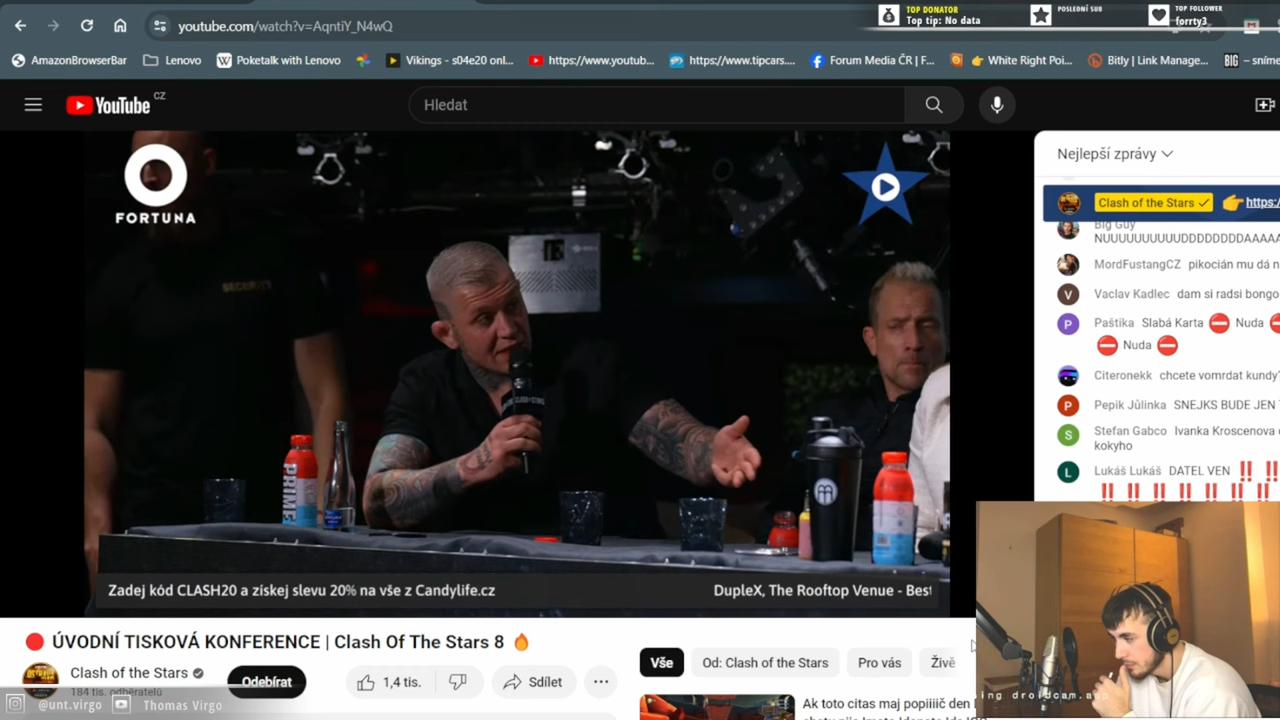 TOP DONATOR
Top tip: No data
POSLEDNÍ SUB
TOP FOLLOWER
forrty3
youtube.com/watch?v=AqntiY_N4wQ
AmazonBrowserBar
Lenovo
Poketalk with Lenovo
Vikings - s04e20 onl...
https://www.youtub...
https://www.tipcars....
Forum Media ČR | F...
White Right Poi...
Bitly | Link Manage...
BIG
– sníme
YouTube CZ
Hledat
FORTUNA
SECURITY
PRIME
Zadej kód CLASH20 a získej slevu 20% na vše z Candylife.cz
DupleX, The Rooftop Venue - Best
Nejlepší zprávy
Clash of the Stars
https:/
Big Guy
NUUUUUUUUUDDDDDDDAAAA
MordFustangCZ pikocián mu dá n
Vaclav Kadlec dam si radsi bongo
Paštika Slabá Karta Nuda
Nuda
Citeronekk chcete vomrdat kundy?
Pepik Jůlinka SNEJKS BUDE JEN
Stefan Gabco Ivanka Kroscenova
kokyho
Lukáš Lukáš DATEL VEN ‼️ ‼️
‼️ ‼️ ‼️ ‼️ ‼️ ‼️ ‼️
ÚVODNÍ TISKOVÁ KONFERENCE | Clash Of The Stars 8 🔥
Clash of the Stars
184 tis. odběratelů
Odebírat
1,4 tis.
Sdílet
Vše
Od: Clash of the Stars
Pro vás
Živě
Ak toto citas maj popiiič den
@unt.virgo
Thomas Virgo